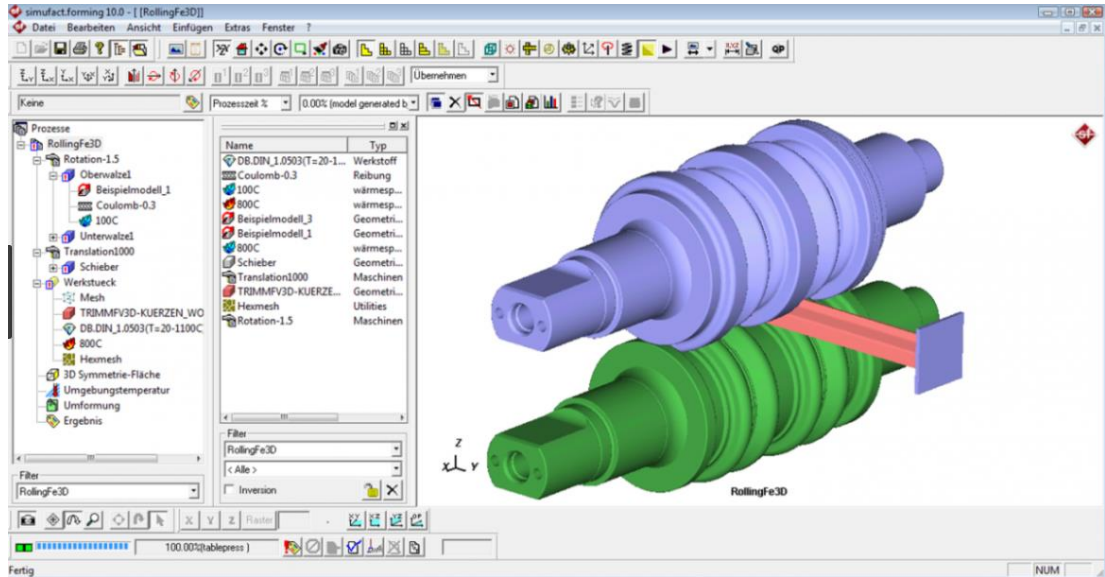 simufact.forming 10.0 - [ [RollingFe3D]]
Datei Bearbeiten Ansicht Einfügen Extras Fenster ?
Übernehmen
Keine
Prozesszeit %
0.00% (model generated b
Prozesse
RollingFe3D
Rotation-1.5
Oberwalze1
Beispielmodell_1
Coulomb-0.3
100C
Unterwalze1
Translation1000
Schieber
Werkstueck
Mesh
TRIMMFV3D-KUERZEN_WO
DB.DIN_1.0503(T=20-1100C
800C
Hexmesh
3D Symmetrie-Fläche
Umgebungstemperatur
Umformung
Ergebnis
Filter
RollingFe3D
Name Typ
DB.DIN_1.0503(T=20-1... Werkstoff
Coulomb-0.3 Reibung
100C wärmesp...
800C wärmesp...
Beispielmodell_3 Geometri...
Beispielmodell_1 Geometri...
800C wärmesp...
Schieber Geometri...
Translation1000 Maschinen
TRIMMFV3D-KUERZE... Geometri...
Hexmesh Utilities
Rotation-1.5 Maschinen
Filter
RollingFe3D
< Alle >
Inversion
Z
X Y
RollingFe3D
X Y Z Raster
100.00%(tablepress )
Fertig
NUM